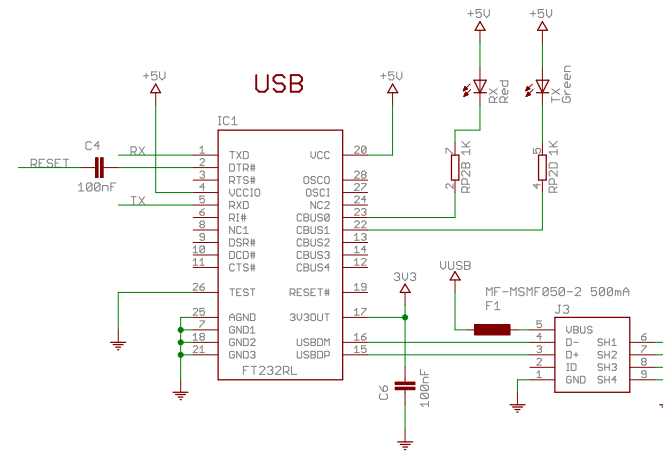 +5V +5V
USB
+5V +5V
RX Red
TX Green
IC1
C4
100nF
RESET
RX 1 TXD VCC 20
2 DTR#
3 RTS# OSCO 28
4 VCCIO OSCI 27
TX 5 RXD NC2 24
6 RI# CBUS0 23
8 NC1 CBUS1 22
9 DSR# CBUS2 13
10 DCD# CBUS3 14
11 CTS# CBUS4 12
26 TEST RESET# 19
25 AGND 3V3OUT 17
7 GND1
18 GND2 USBDM 16
21 GND3 USBDP 15
FT232RL
7 2 RP2B 1K
5 4 RP2D 1K
3V3
C6 100nF
VUSB
MF-MSMF050-2 500mA
F1
J3
5 VBUS
4 D- SH1 6
3 D+ SH2 7
2 ID SH3 8
1 GND SH4 9